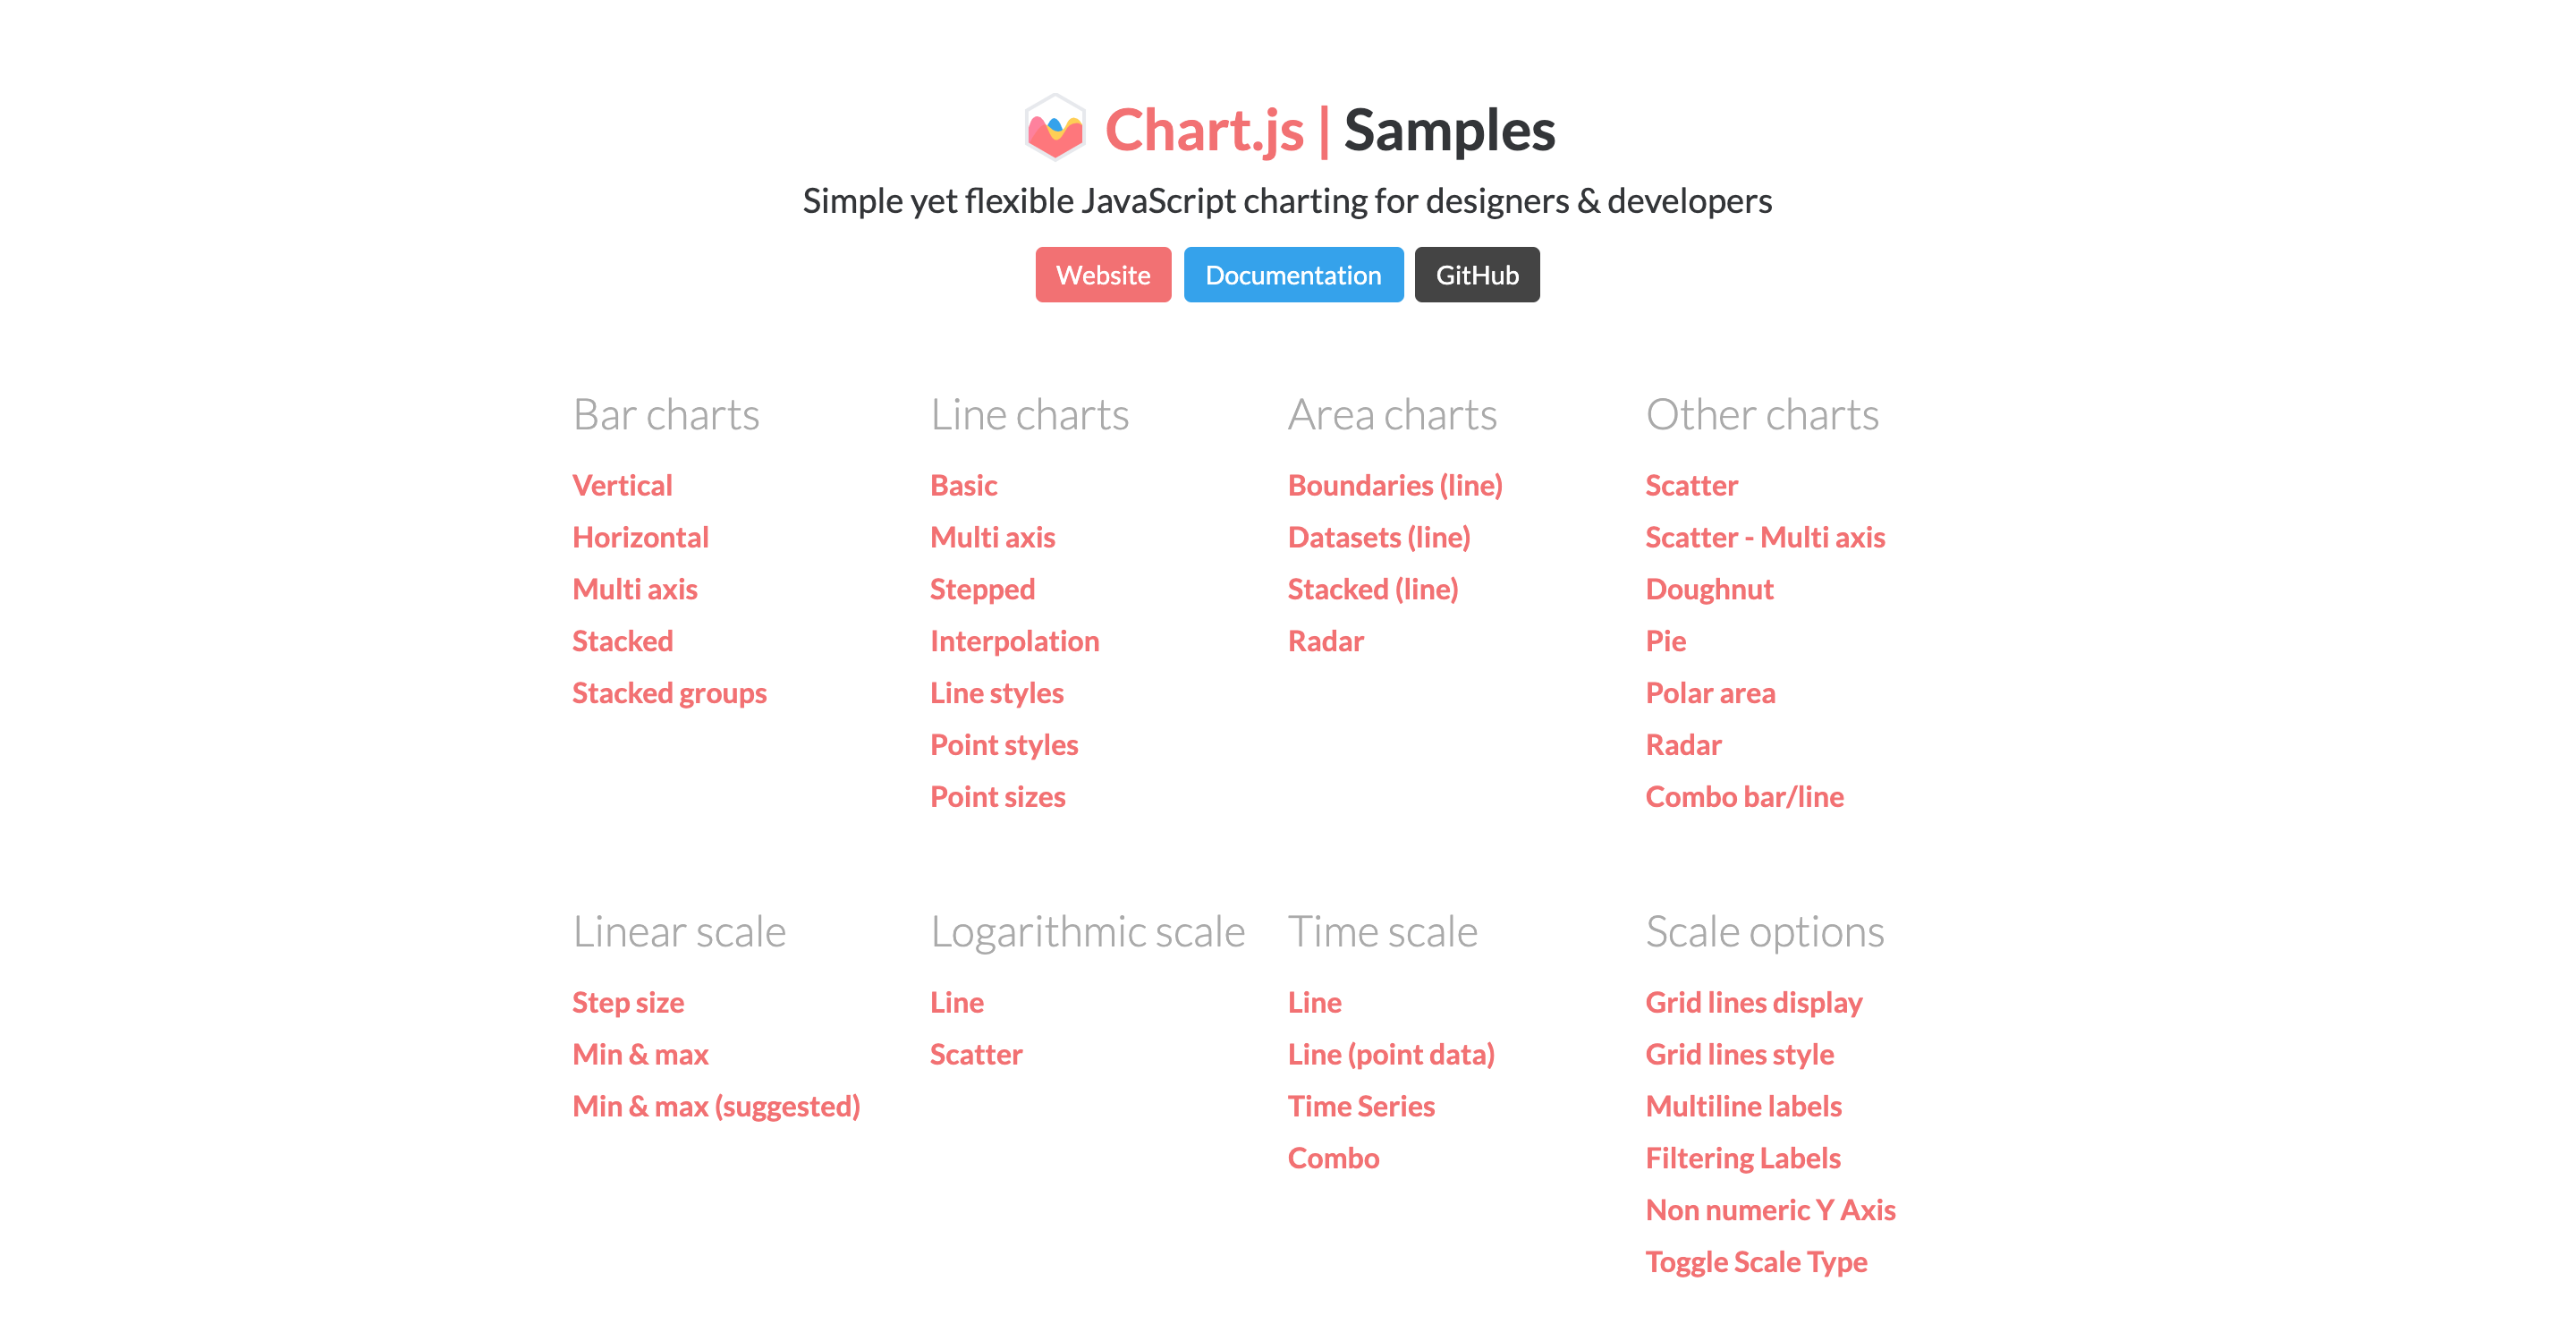 Chart.js | Samples
Simple yet flexible JavaScript charting for designers & developers
Website
Documentation
GitHub
Bar charts
Vertical
Horizontal
Multi axis
Stacked
Stacked groups
Line charts
Basic
Multi axis
Stepped
Interpolation
Line styles
Point styles
Point sizes
Area charts
Boundaries (line)
Datasets (line)
Stacked (line)
Radar
Other charts
Scatter
Scatter - Multi axis
Doughnut
Pie
Polar area
Radar
Combo bar/line
Linear scale
Step size
Min & max
Min & max (suggested)
Logarithmic scale
Line
Scatter
Time scale
Line
Line (point data)
Time Series
Combo
Scale options
Grid lines display
Grid lines style
Multiline labels
Filtering Labels
Non numeric Y Axis
Toggle Scale Type